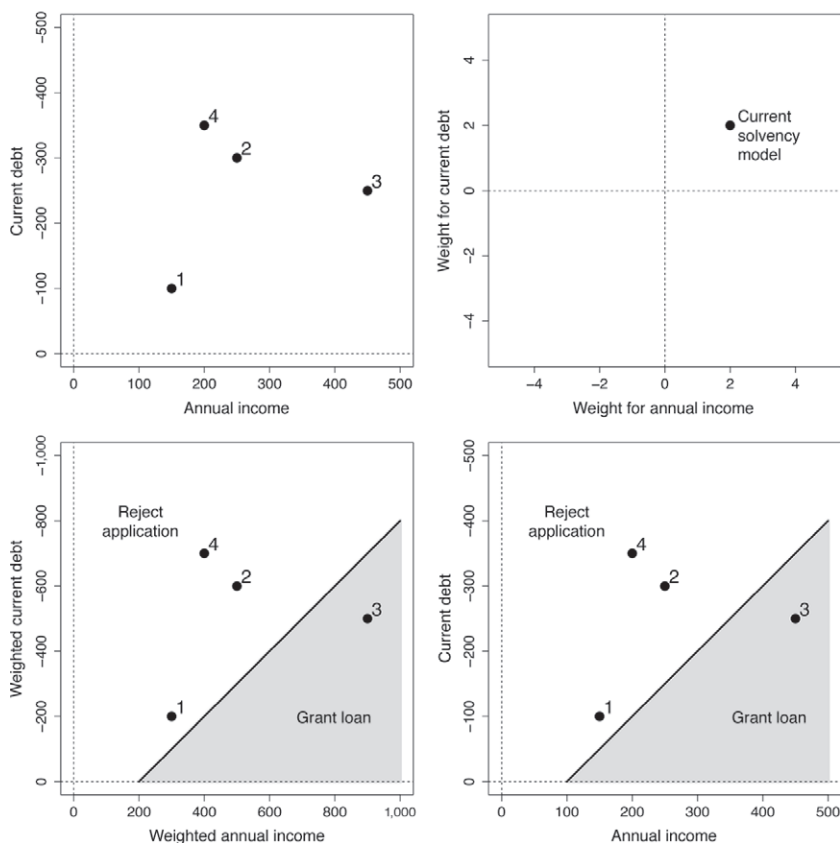 -500
-400
-300
-200
-100
0
Current debt
4
2
3
1
0 100 200 300 400 500
Annual income
4
2
0
-2
-4
Weight for current debt
Current
solvency
model
-4 -2 0 2 4
Weight for annual income
-1,000
-800
-600
-400
-200
0
Weighted current debt
Reject
application
4
2
3
1
Grant loan
0 200 400 600 800 1,000
Weighted annual income
-500
-400
-300
-200
-100
0
Current debt
Reject
application
4
2
3
1
Grant loan
0 100 200 300 400 500
Annual income